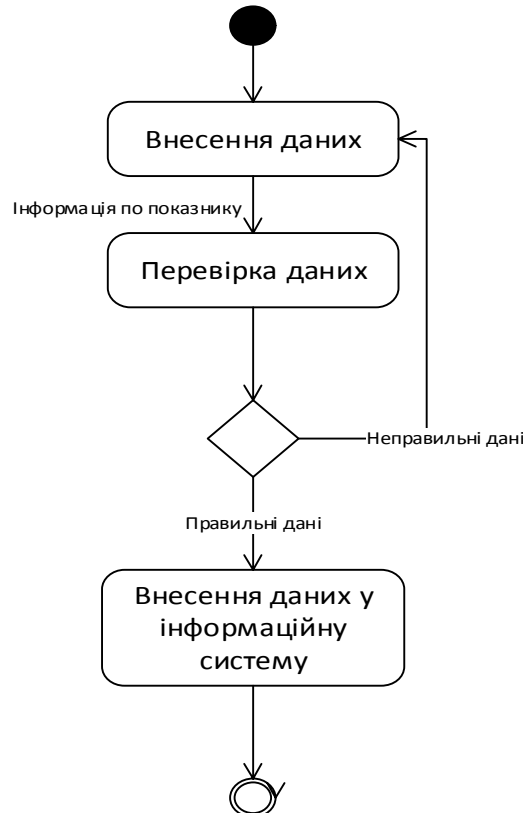 Внесення даних
Інформація по показнику
Перевірка даних
Неправильні дані
Правильні дані
Внесення даних у
інформаційну
систему